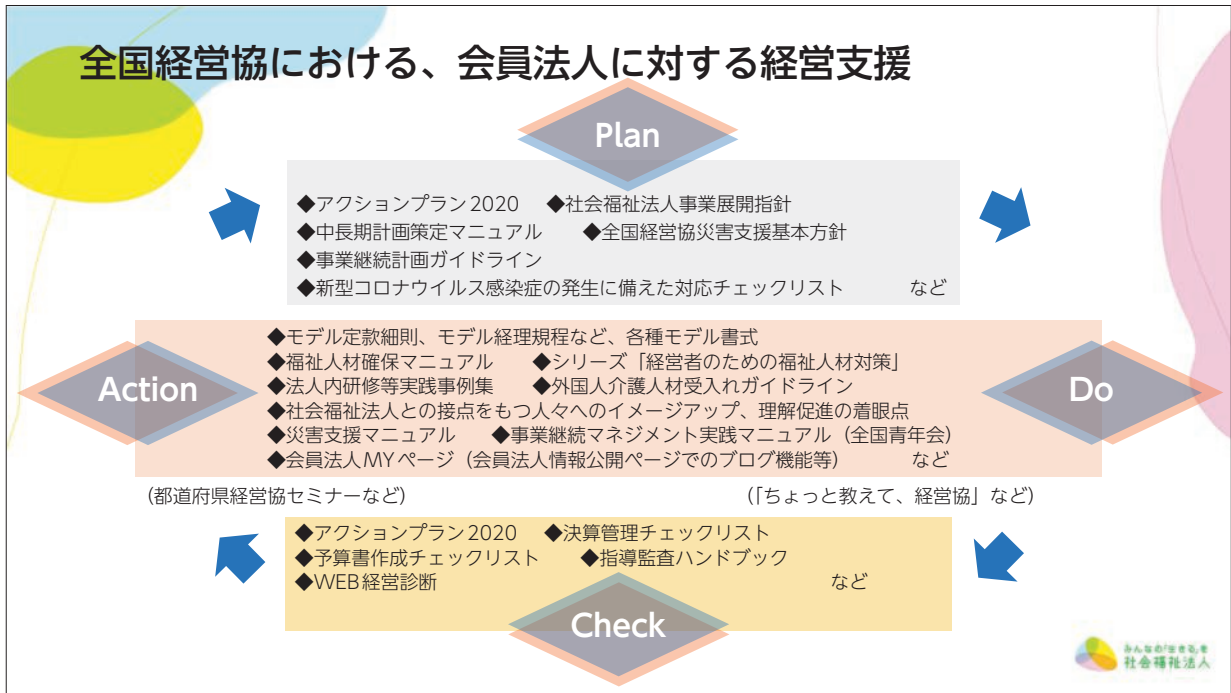 全国経営協における、会員法人に対する経営支援
Plan
◆アクションプラン2020 ◆社会福祉法人事業展開指針
◆中長期計画策定マニュアル ◆全国経営協災害支援基本方針
◆事業継続計画ガイドライン
◆新型コロナウイルス感染症の発生に備えた対応チェックリスト など
Action
◆モデル定款細則、モデル経理規程など、各種モデル書式
◆福祉人材確保マニュアル ◆シリーズ「経営者のための福祉人材対策」
◆法人内研修等実践事例集 ◆外国人介護人材受入れガイドライン
◆社会福祉法人との接点をもつ人々へのイメージアップ、理解促進の着眼点
◆災害支援マニュアル ◆事業継続マネジメント実践マニュアル（全国青年会）
◆会員法人MYページ（会員法人情報公開ページでのブログ機能等） など
Do
（都道府県経営協セミナーなど） （「ちょっと教えて、経営協」など）
◆アクションプラン2020 ◆決算管理チェックリスト
◆予算書作成チェックリスト ◆指導監査ハンドブック
◆WEB経営診断 など
Check
みんなの「生きる」を
社会福祉法人